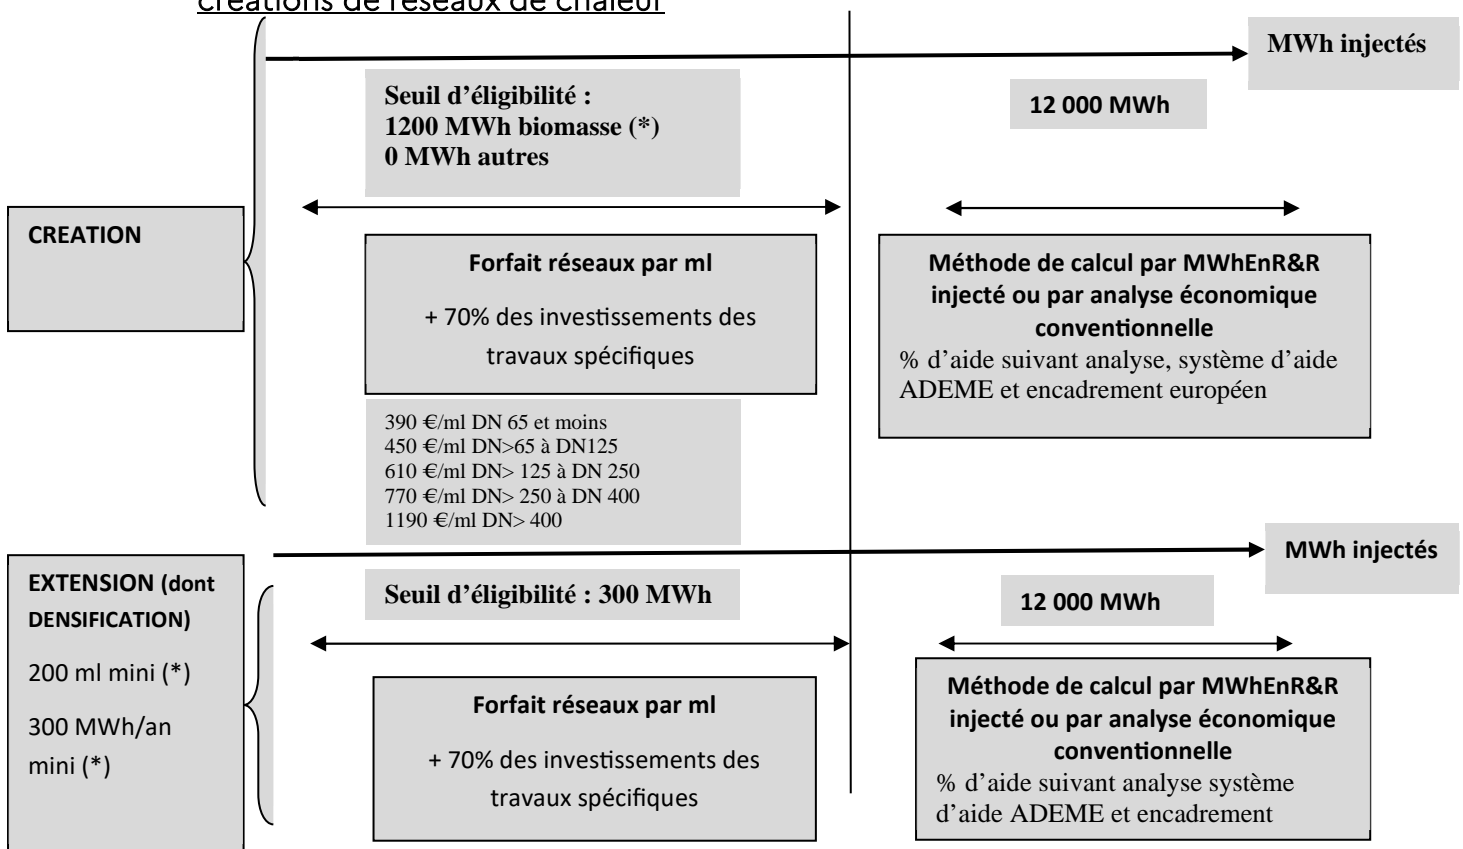 créations de réseaux de chaleur
MWh injectés
Seuil d’éligibilité :
1200 MWh biomasse (*)
0 MWh autres
12 000 MWh
CREATION
Forfait réseaux par ml
+ 70% des investissements des
travaux spécifiques
Méthode de calcul par MWhEnR&R
injecté ou par analyse économique
conventionnelle
% d’aide suivant analyse, système d’aide
ADEME et encadrement européen
390 €/ml DN 65 et moins
450 €/ml DN>65 à DN125
610 €/ml DN> 125 à DN 250
770 €/ml DN> 250 à DN 400
1190 €/ml DN> 400
MWh injectés
EXTENSION (dont
DENSIFICATION)
200 ml mini (*)
300 MWh/an
mini (*)
Seuil d’éligibilité : 300 MWh
12 000 MWh
Forfait réseaux par ml
+ 70% des investissements des
travaux spécifiques
Méthode de calcul par MWhEnR&R
injecté ou par analyse économique
conventionnelle
% d’aide suivant analyse système
d’aide ADEME et encadrement